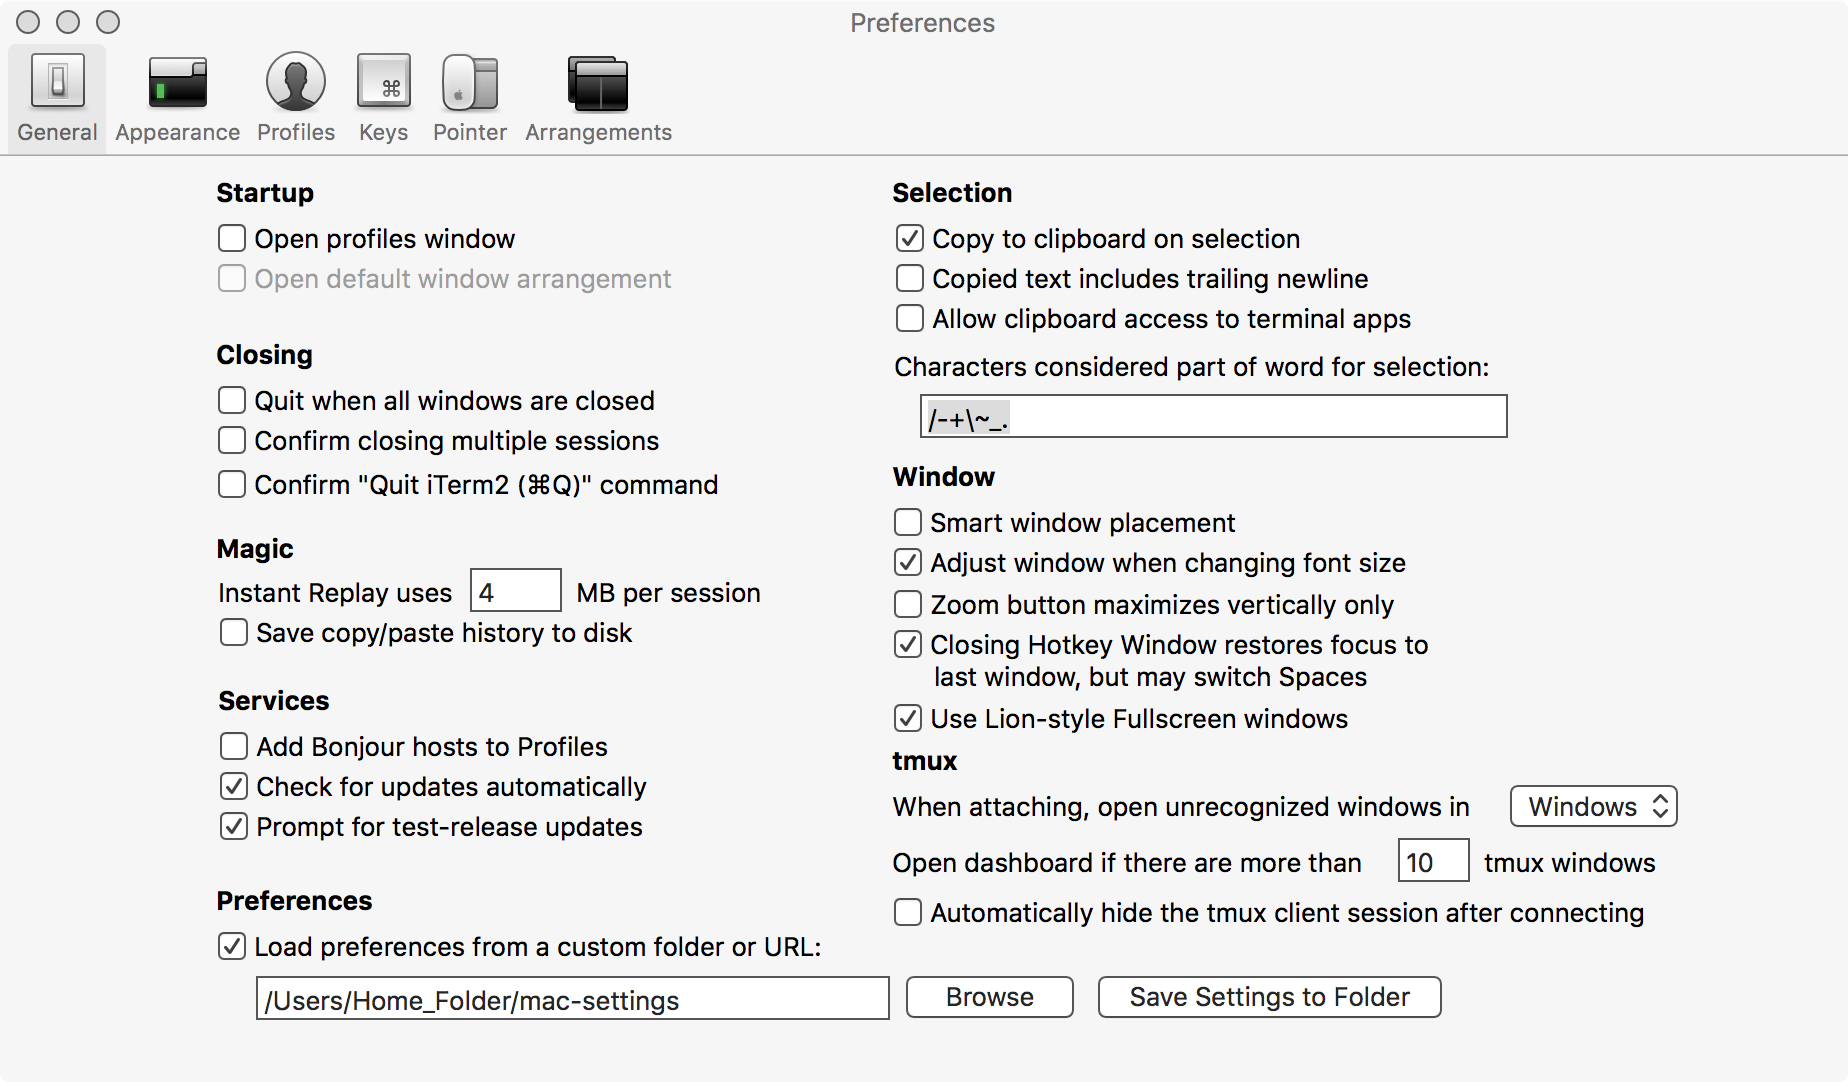 Preferences
General
Appearance
Profiles
Keys
Pointer
Arrangements
Startup
Open profiles window
Open default window arrangement
Closing
Quit when all windows are closed
Confirm closing multiple sessions
Confirm "Quit iTerm2 (⌘Q)" command
Magic
Instant Replay uses 4 MB per session
Save copy/paste history to disk
Services
Add Bonjour hosts to Profiles
Check for updates automatically
Prompt for test-release updates
Preferences
Load preferences from a custom folder or URL:
/Users/Home_Folder/mac-settings
Browse
Save Settings to Folder
Selection
Copy to clipboard on selection
Copied text includes trailing newline
Allow clipboard access to terminal apps
Characters considered part of word for selection:
/-+\~_.
Window
Smart window placement
Adjust window when changing font size
Zoom button maximizes vertically only
Closing Hotkey Window restores focus to
last window, but may switch Spaces
Use Lion-style Fullscreen windows
tmux
When attaching, open unrecognized windows in Windows
Open dashboard if there are more than 10 tmux windows
Automatically hide the tmux client session after connecting